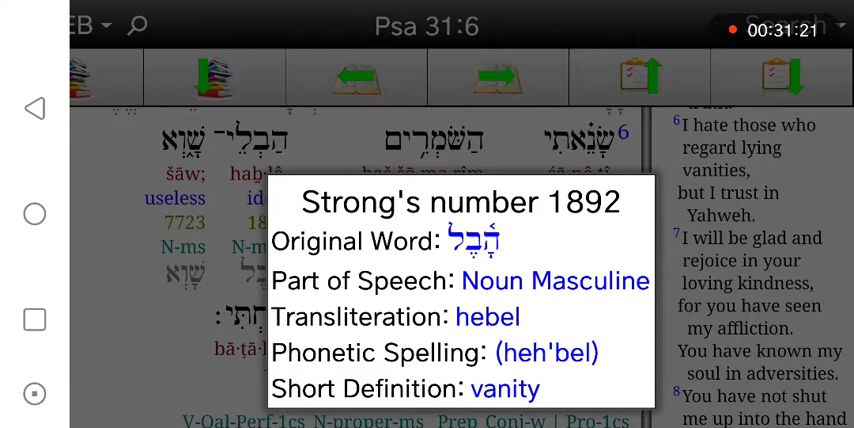 EB
Psa 31:6
00:31:21
6 שָׂנֵ֗אתִי הַשֹּׁמְרִ֥ים הַבְלֵי־ שָׁ֑וְא
šāw;
useless
7723
N-ms
שָׁוְא
bā·ṭā
V-Qal-Perf-1cs N-proper-ms Prep Conj-w | Pro-1cs
Strong's number 1892
Original Word: הָ֫בֶל
Part of Speech: Noun Masculine
Transliteration: hebel
Phonetic Spelling: (heh'bel)
Short Definition: vanity
6 I hate those who
regard lying
vanities,
but I trust in
Yahweh.
7 I will be glad and
rejoice in your
loving kindness,
for you have seen
my affliction.
You have known my
soul in adversities.
8 You have not shut
me up into the hand